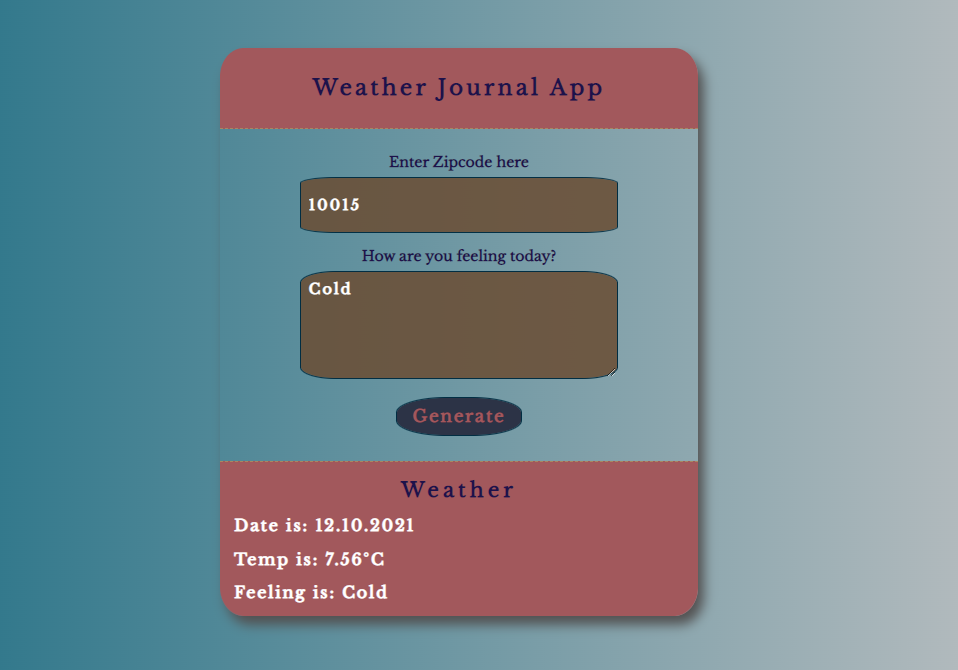 Weather Journal App
Enter Zipcode here
10015
How are you feeling today?
Cold
Generate
Weather
Date is: 12.10.2021
Temp is: 7.56°C
Feeling is: Cold